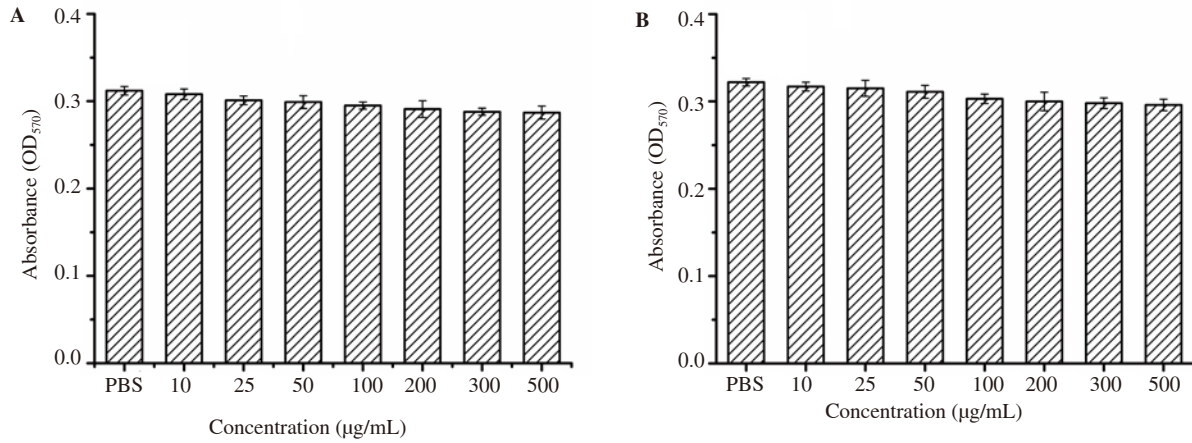 A
0.4
0.3
0.2
0.1
0.0
Absorbance (OD570)
PBS 10 25 50 100 200 300 500
Concentration (μg/mL)
B
0.4
0.3
0.2
0.1
0.0
Absorbance (OD570)
PBS 10 25 50 100 200 300 500
Concentration (μg/mL)